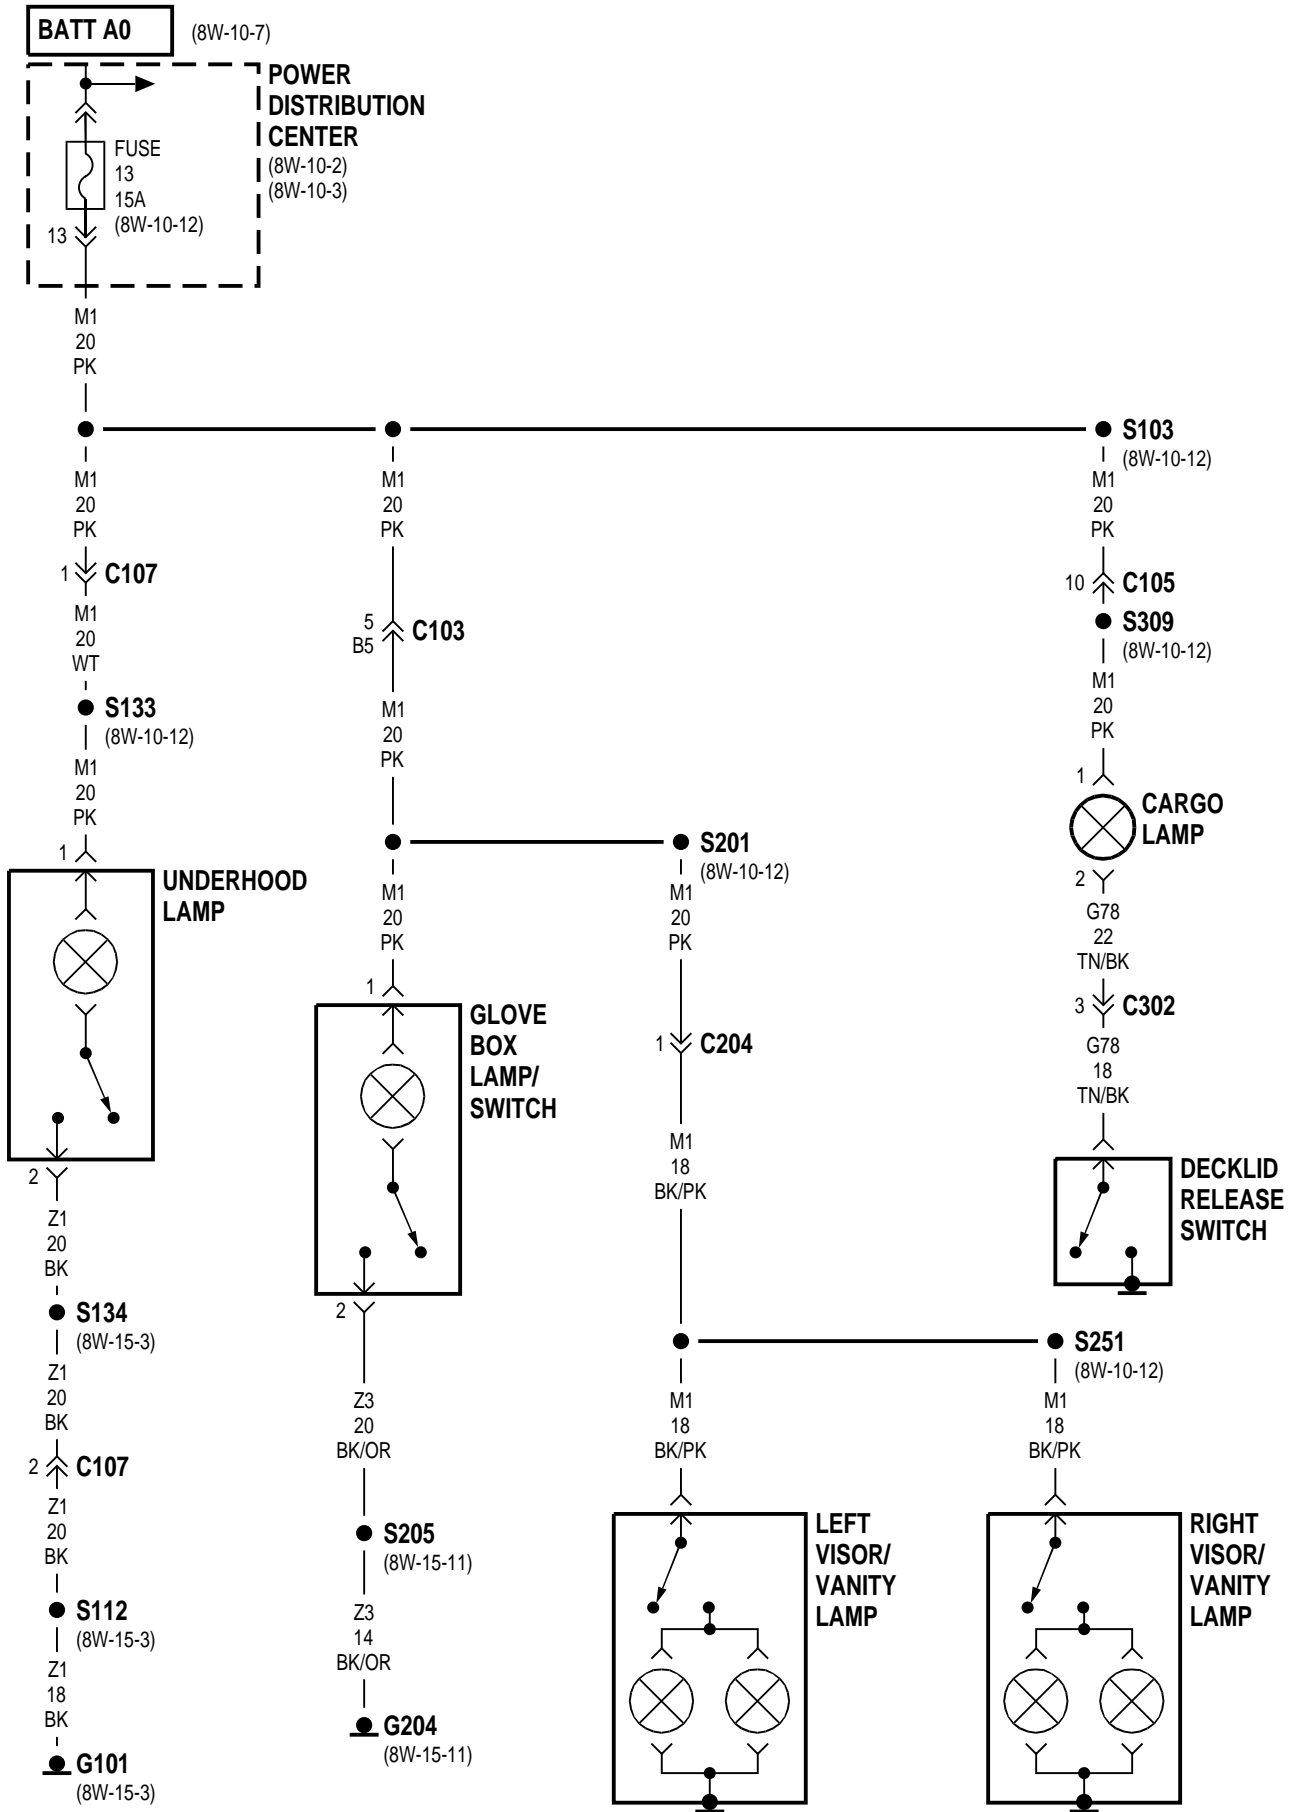 BATT A0 (8W-10-7)
POWER
DISTRIBUTION
CENTER
(8W-10-2)
(8W-10-3)
FUSE
13
15A
(8W-10-12)
13
M1
20
PK
S103
(8W-10-12)
M1
20
PK
1 C107
M1
20
WT
S133
(8W-10-12)
M1
20
PK
1
UNDERHOOD
LAMP
2
Z1
20
BK
S134
(8W-15-3)
Z1
20
BK
2 C107
Z1
20
BK
S112
(8W-15-3)
Z1
18
BK
G101
(8W-15-3)
M1
20
PK
5
B5
C103
M1
20
PK
S201
(8W-10-12)
M1
20
PK
1
GLOVE
BOX
LAMP/
SWITCH
2
Z3
20
BK/OR
S205
(8W-15-11)
Z3
14
BK/OR
G204
(8W-15-11)
M1
20
PK
1 C204
M1
18
BK/PK
S251
(8W-10-12)
M1
18
BK/PK
LEFT
VISOR/
VANITY
LAMP
M1
18
BK/PK
RIGHT
VISOR/
VANITY
LAMP
M1
20
PK
10 C105
S309
(8W-10-12)
M1
20
PK
1
CARGO
LAMP
2
G78
22
TN/BK
3 C302
G78
18
TN/BK
DECKLID
RELEASE
SWITCH